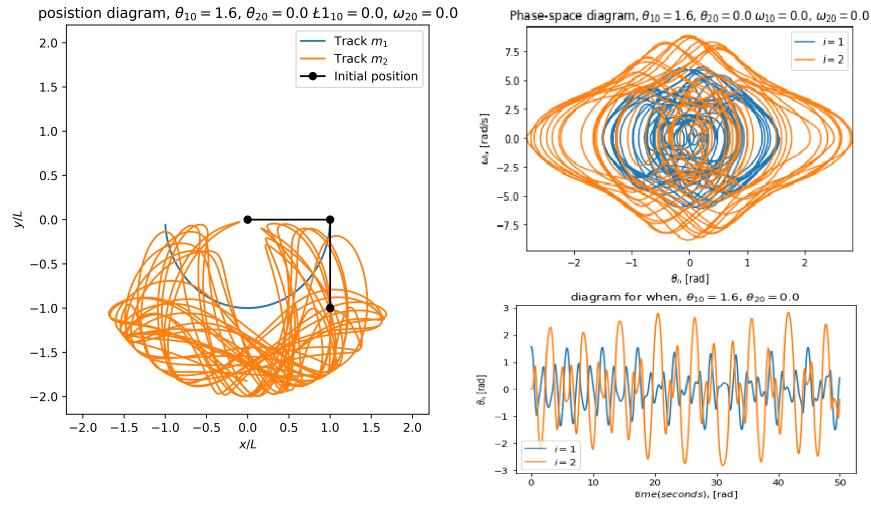 posistion diagram, θ₁₀ = 1.6, θ₂₀ = 0.0 Ł1₁₀ = 0.0, ω₂₀ = 0.0
Track m₁
Track m₂
Initial position
2.0
1.5
1.0
0.5
0.0
−0.5
−1.0
−1.5
−2.0
y/L
−2.0 −1.5 −1.0 −0.5 0.0 0.5 1.0 1.5 2.0
x/L
Phase-space diagram, θ₁₀ = 1.6, θ₂₀ = 0.0 ω₁₀ = 0.0, ω₂₀ = 0.0
i = 1
i = 2
7.5
5.0
2.5
0.0
−2.5
−5.0
−7.5
[rad/s]
−2 −1 0 1 2
θᵢ, [rad]
diagram for when, θ₁₀ = 1.6, θ₂₀ = 0.0
3
2
1
0
−1
−2
−3
θᵢ, [rad]
i = 1
i = 2
0 10 20 30 40 50
time(seconds), [rad]